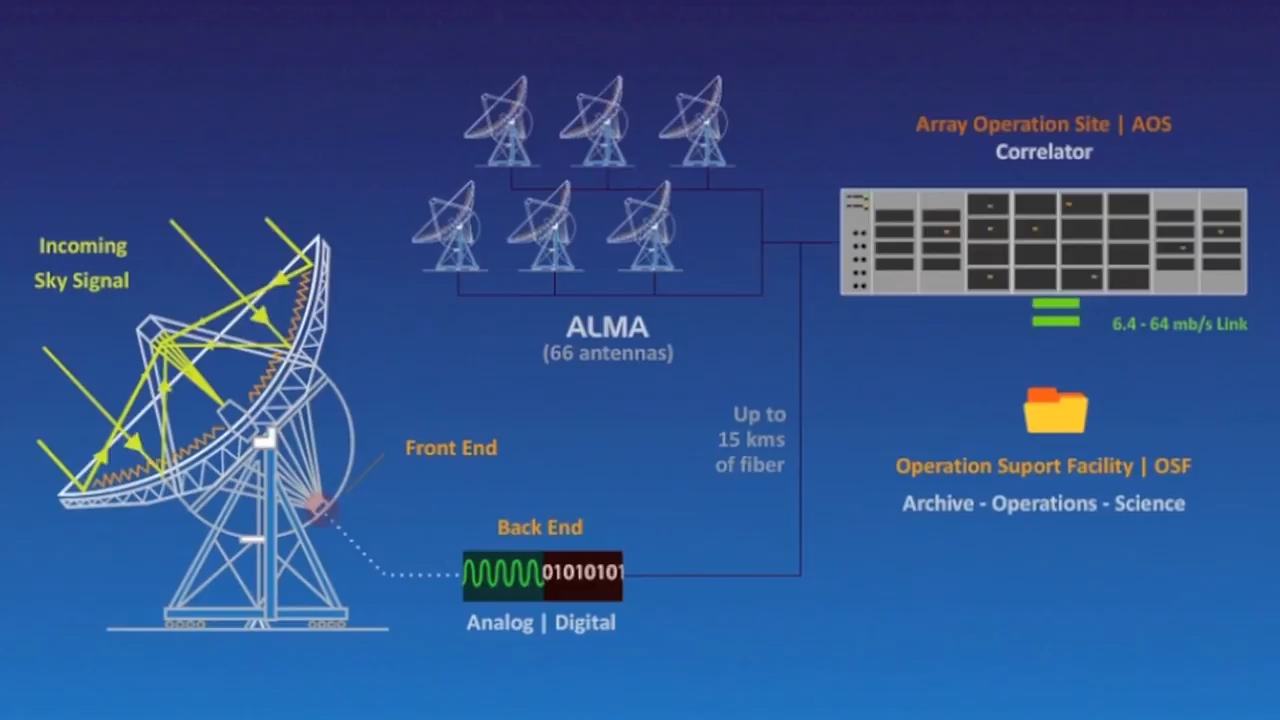 Incoming
Sky Signal
Front End
Back End
01010101
Analog | Digital
ALMA
(66 antennas)
Up to
15 kms
of fiber
Array Operation Site | AOS
Correlator
6.4 - 64 mb/s Link
Operation Suport Facility | OSF
Archive - Operations - Science